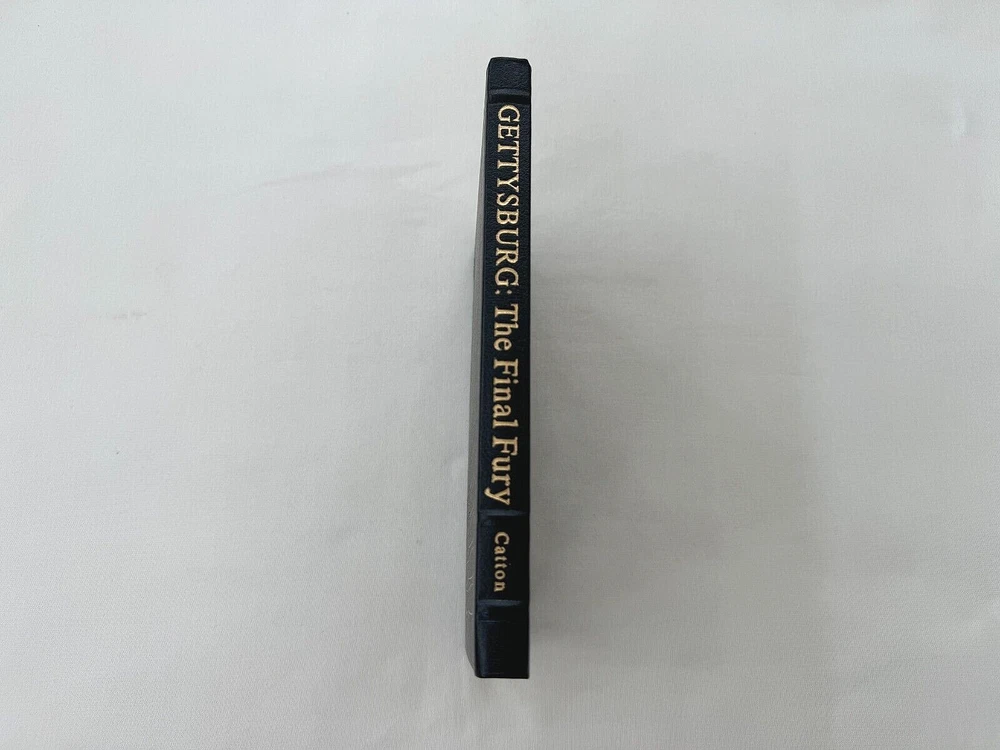 GETTYSBURG: The Final Fury
Catton